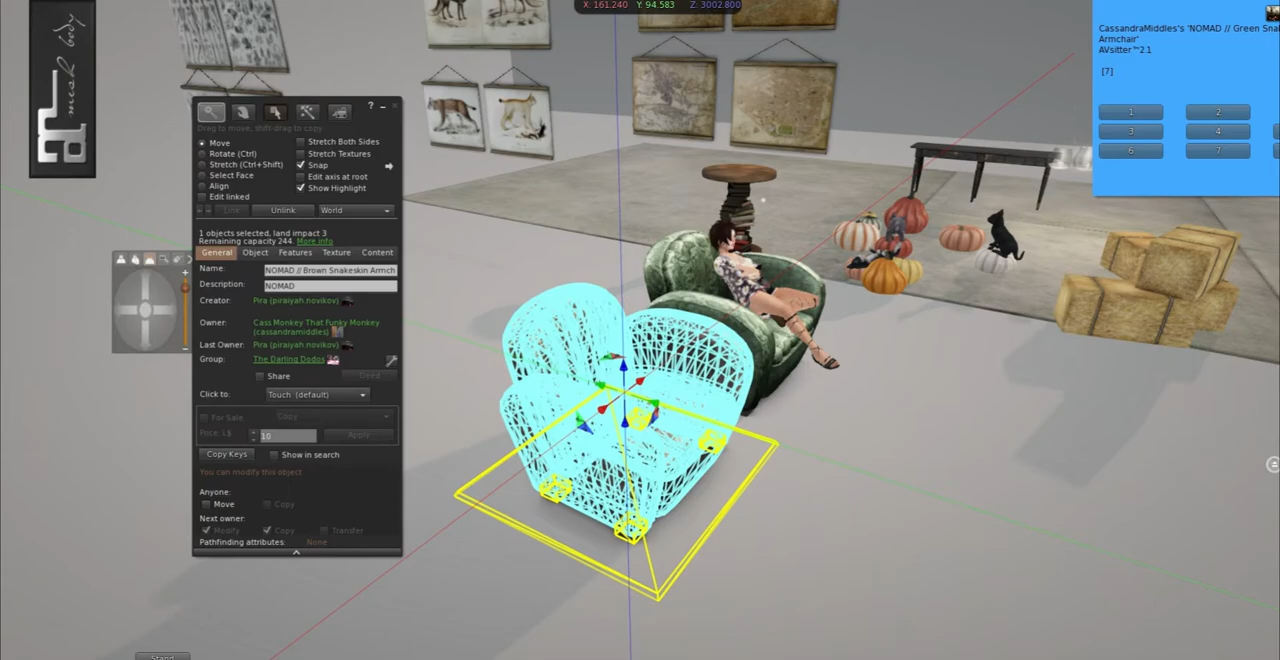 mesh body
X: 161.240 Y: 94.583 Z: 3002.800
CassandraMiddles's 'NOMAD // Green Sna
Armchair'
AVsitter™2.1
[7]
1 2
3 4
6 7
?
Drag to move, shift-drag to copy
Move
Rotate (Ctrl)
Stretch (Ctrl+Shift)
Select Face
Align
Edit linked
Stretch Both Sides
Stretch Textures
Snap
Edit axis at root
Show Highlight
Link Unlink World
1 objects selected, land impact 3
Remaining capacity 244. More info
General Object Features Texture Content
Name: NOMAD // Brown Snakeskin Armch
Description: NOMAD
Creator: Pira (piraiyah.novikov)
Owner: Cass Monkey That Funky Monkey
(cassandramiddles)
Last Owner: Pira (piraiyah.novikov)
Group: The Darling Dodos
Share Deed
Click to: Touch (default)
For Sale Copy
Price: L$ 10 Apply
Copy Keys Show in search
You can modify this object
Anyone:
Move Copy
Next owner:
Modify Copy Transfer
Pathfinding attributes: None
Stand